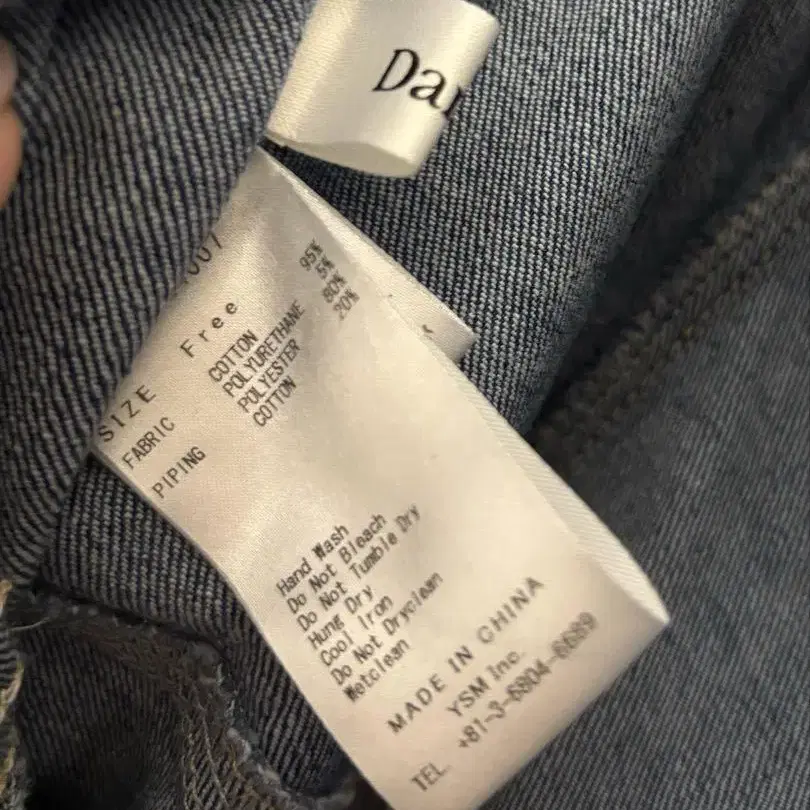 Da
007
SIZE Free
FABRIC COTTON 95%
POLYURETHANE 5%
PIPING POLYESTER 80%
COTTON 20%
Hand Wash
Do Not Bleach
Do Not Tumble Dry
Hung Dry
Cool Iron
Do Not Dryclean
Wetclean
MADE IN CHINA
YSM Inc.
TEL. +81-3-6804-6689